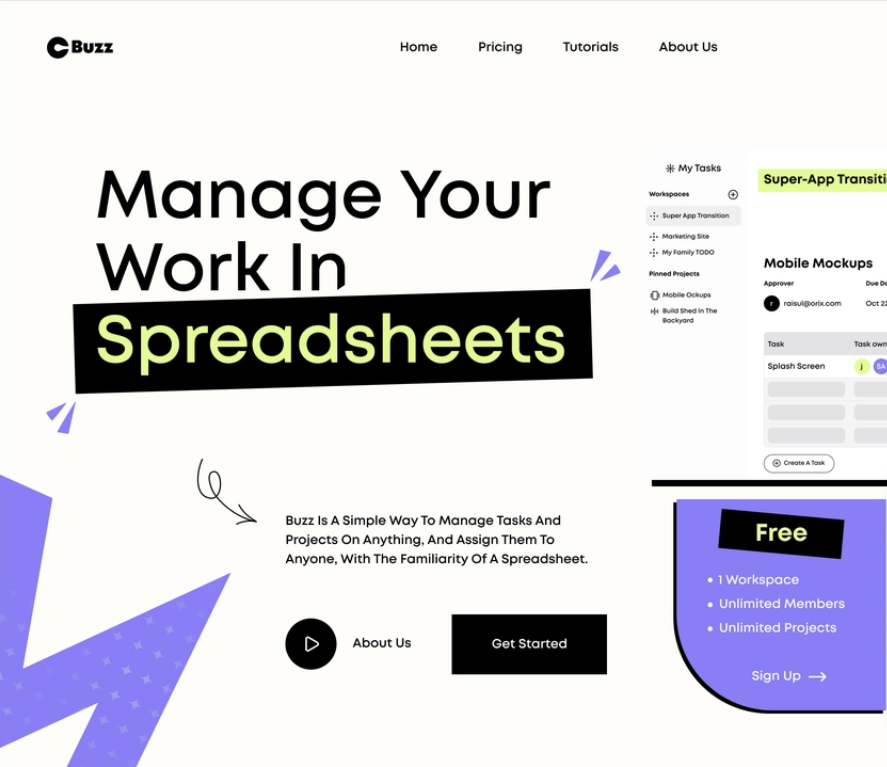 Buzz
Home Pricing Tutorials About Us
Manage Your
Work In
Spreadsheets
Buzz Is A Simple Way To Manage Tasks And
Projects On Anything, And Assign Them To
Anyone, With The Familiarity Of A Spreadsheet.
About Us
Get Started
My Tasks
Workspaces
Super App Transition
Marketing Site
My Family TODO
Pinned Projects
Mobile Ockups
Build Shed In The
Backyard
Super-App Transiti
Mobile Mockups
Approver Due Da
r raisul@orix.com Oct 22
Task Task own
Splash Screen j SA
Create A Task
Free
1 Workspace
Unlimited Members
Unlimited Projects
Sign Up